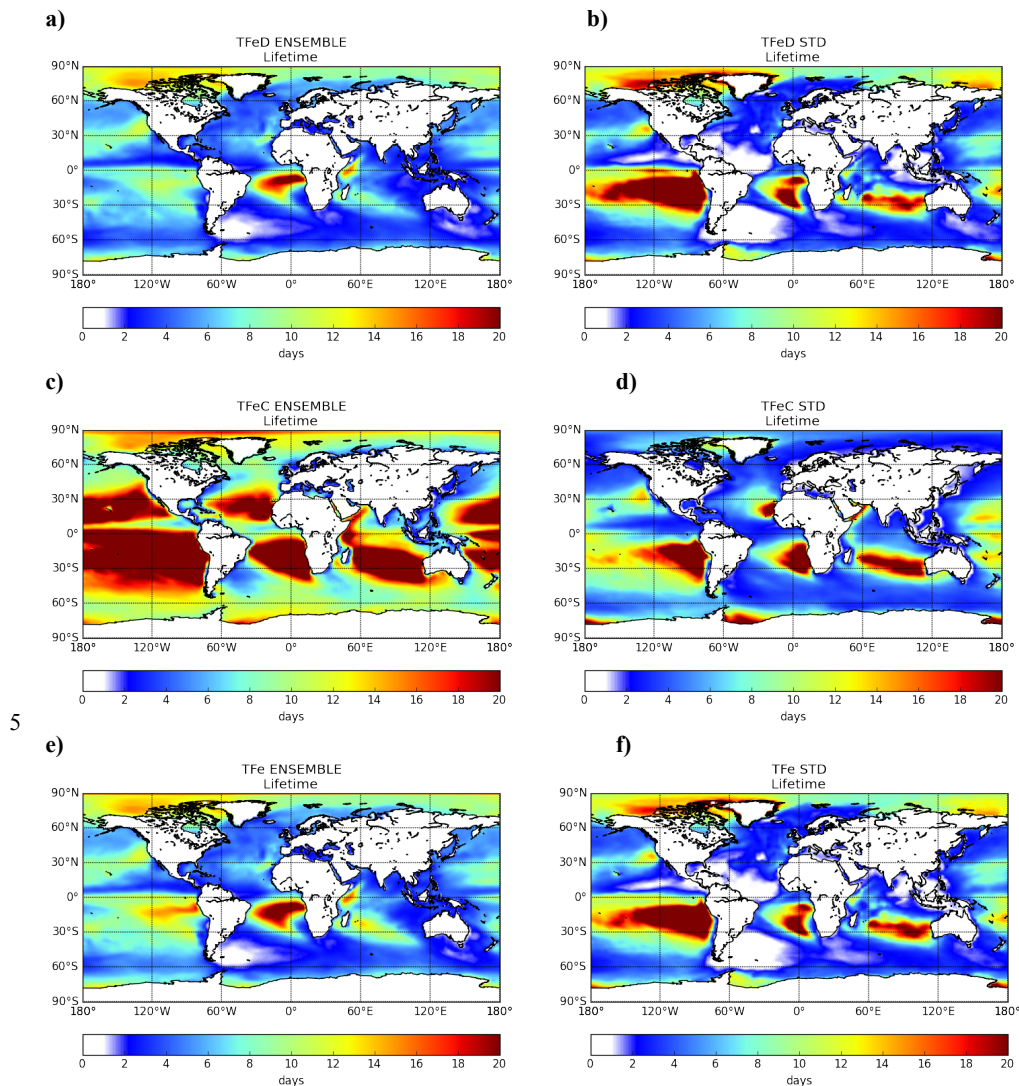 a)
TFeD ENSEMBLE
Lifetime
90°N
60°N
30°N
0°
30°S
60°S
90°S
180° 120°W 60°W 0° 60°E 120°E 180°
0 2 4 6 8 10 12 14 16 18 20
days
b)
TFeD STD
Lifetime
90°N
60°N
30°N
0°
30°S
60°S
90°S
180° 120°W 60°W 0° 60°E 120°E 180°
0 2 4 6 8 10 12 14 16 18 20
days
c)
TFeC ENSEMBLE
Lifetime
90°N
60°N
30°N
0°
30°S
60°S
90°S
180° 120°W 60°W 0° 60°E 120°E 180°
0 2 4 6 8 10 12 14 16 18 20
days
d)
TFeC STD
Lifetime
90°N
60°N
30°N
0°
30°S
60°S
90°S
180° 120°W 60°W 0° 60°E 120°E 180°
0 2 4 6 8 10 12 14 16 18 20
days
5
e)
TFe ENSEMBLE
Lifetime
90°N
60°N
30°N
0°
30°S
60°S
90°S
180° 120°W 60°W 0° 60°E 120°E 180°
0 2 4 6 8 10 12 14 16 18 20
days
f)
TFe STD
Lifetime
90°N
60°N
30°N
0°
30°S
60°S
90°S
180° 120°W 60°W 0° 60°E 120°E 180°
0 2 4 6 8 10 12 14 16 18 20
days